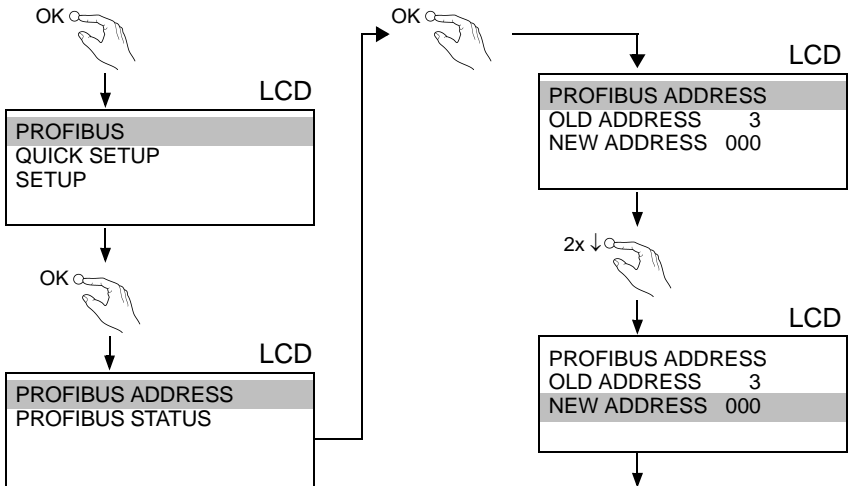 OK
LCD
PROFIBUS
QUICK SETUP
SETUP
OK
LCD
PROFIBUS ADDRESS
PROFIBUS STATUS
OK
LCD
PROFIBUS ADDRESS
OLD ADDRESS 3
NEW ADDRESS 000
2x ↓
LCD
PROFIBUS ADDRESS
OLD ADDRESS 3
NEW ADDRESS 000